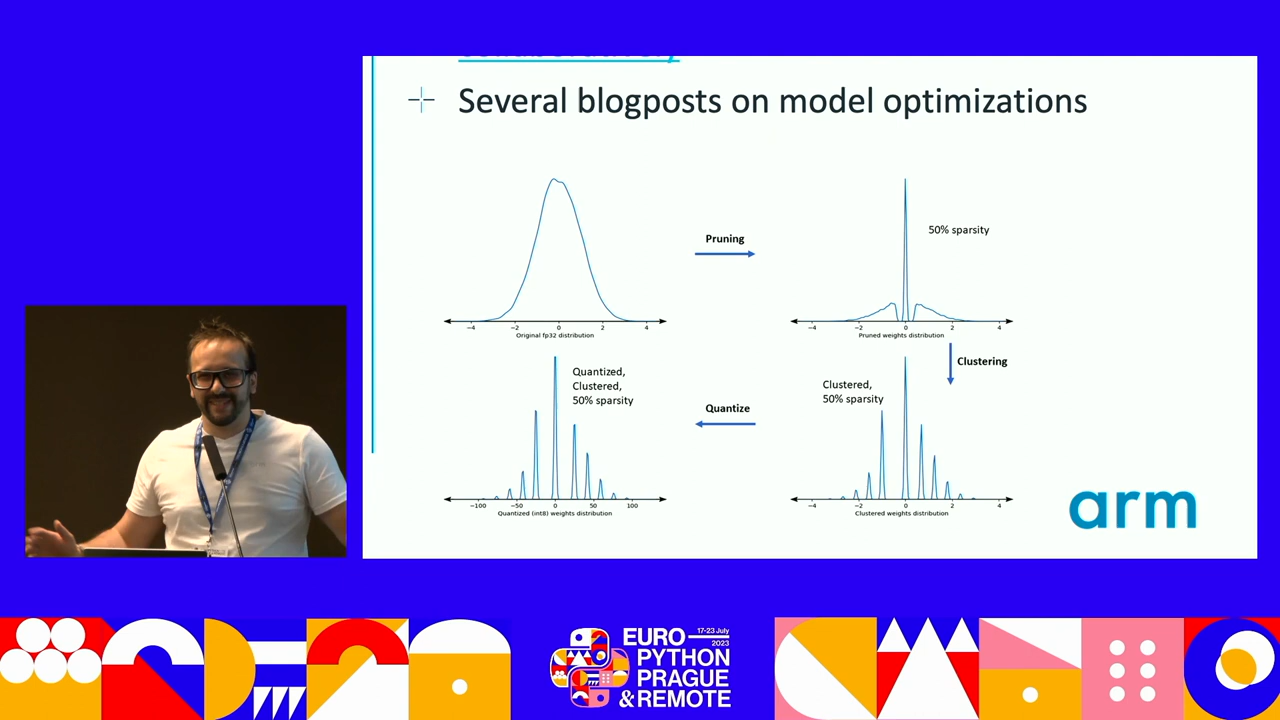 Several blogposts on model optimizations
−4 −2 0 2 4
Original fp32 distribution
Pruning
50% sparsity
−4 −2 0 2 4
Pruned weights distribution
Clustering
Clustered,
50% sparsity
−4 −2 0 2 4
Clustered weights distribution
Quantize
Quantized,
Clustered,
50% sparsity
−100 −50 0 50 100
Quantized (int8) weights distribution
arm
EURO
17-23 July
2023
PYTHON
PRAGUE
& REMOTE